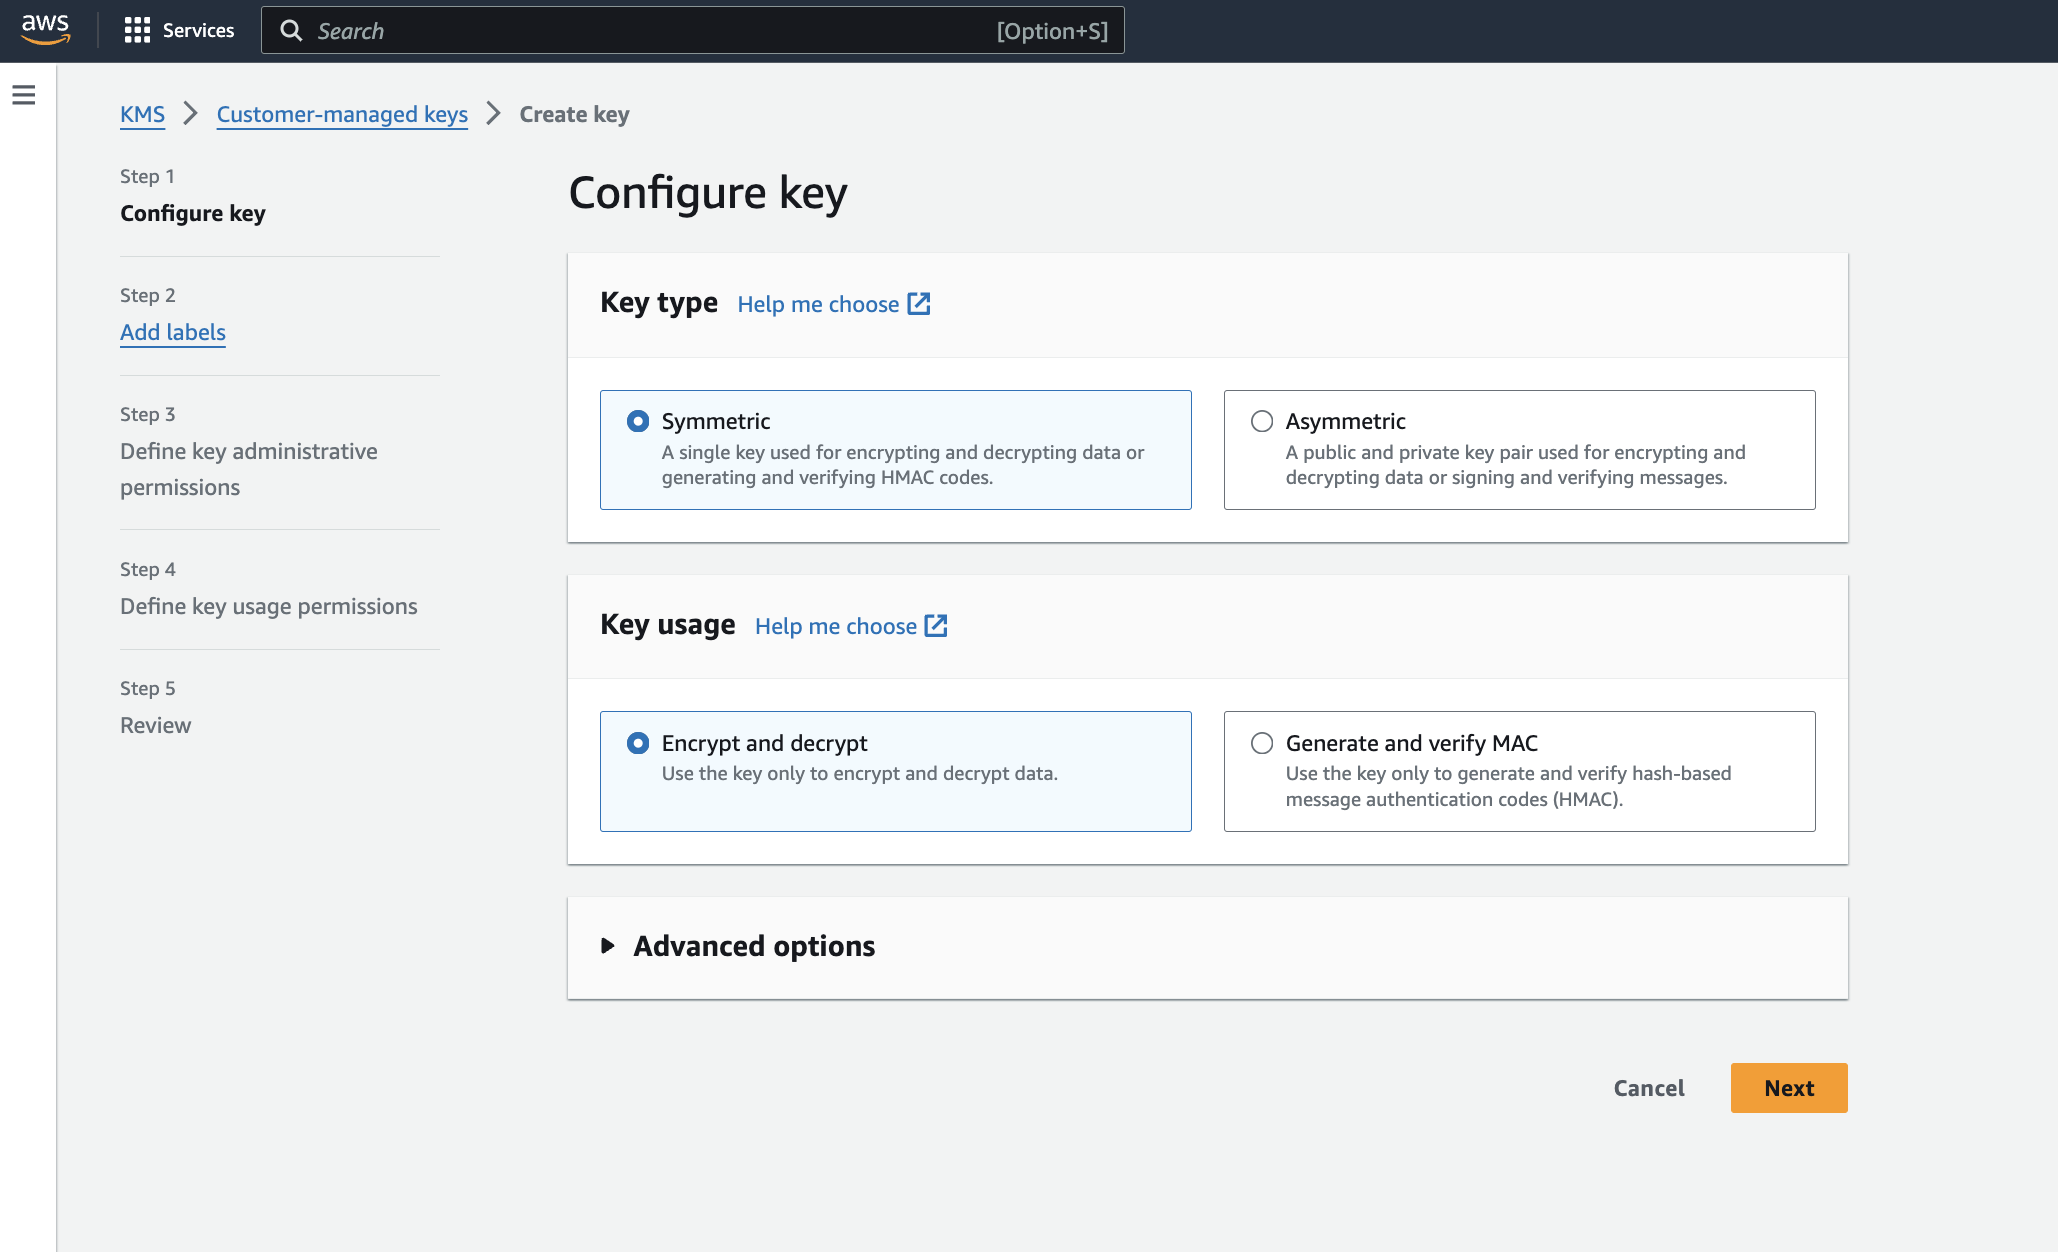 aws
Services
Search
[Option+S]
KMS
Customer-managed keys
Create key
Step 1
Configure key
Step 2
Add labels
Step 3
Define key administrative
permissions
Step 4
Define key usage permissions
Step 5
Review
Configure key
Key type
Help me choose
Symmetric
A single key used for encrypting and decrypting data or
generating and verifying HMAC codes.
Asymmetric
A public and private key pair used for encrypting and
decrypting data or signing and verifying messages.
Key usage
Help me choose
Encrypt and decrypt
Use the key only to encrypt and decrypt data.
Generate and verify MAC
Use the key only to generate and verify hash-based
message authentication codes (HMAC).
Advanced options
Cancel
Next